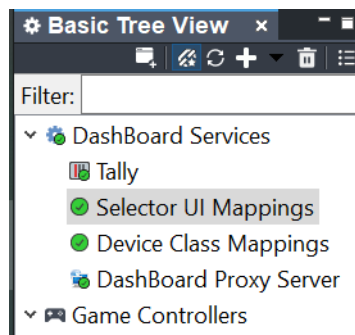 Basic Tree View
Filter:
DashBoard Services
Tally
Selector UI Mappings
Device Class Mappings
DashBoard Proxy Server
Game Controllers